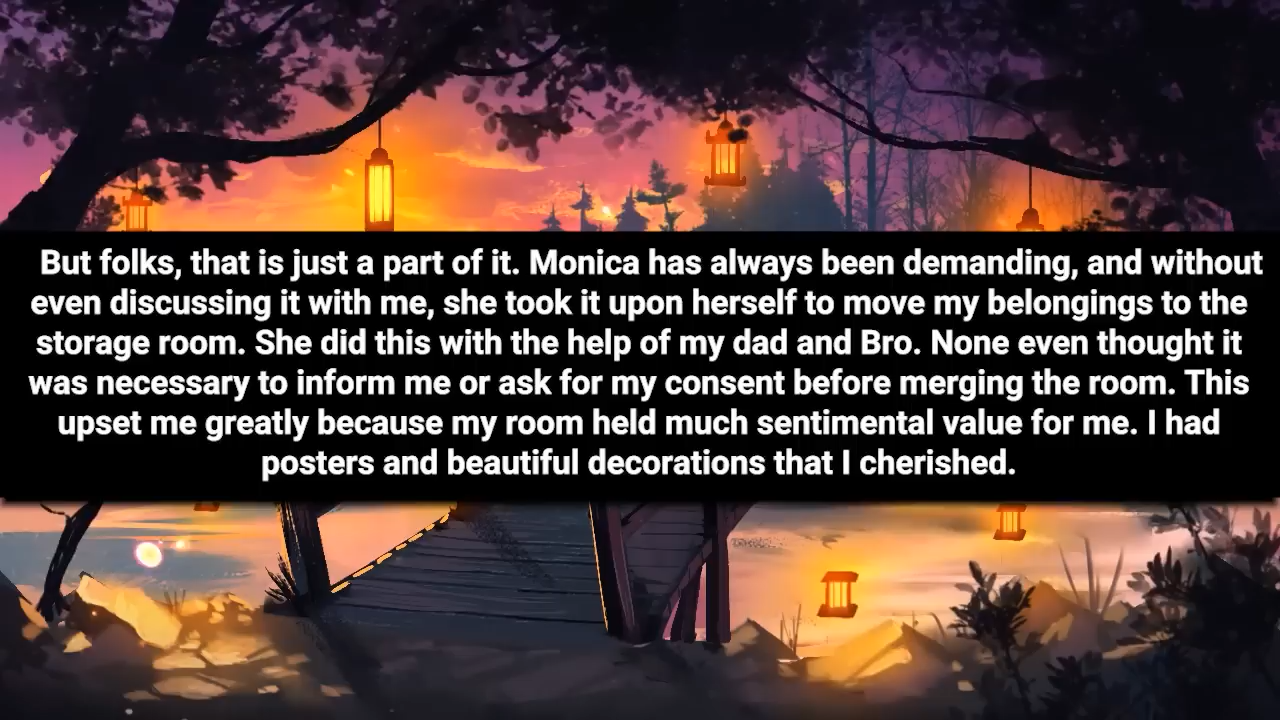 But folks, that is just a part of it. Monica has always been demanding, and without
even discussing it with me, she took it upon herself to move my belongings to the
storage room. She did this with the help of my dad and Bro. None even thought it
was necessary to inform me or ask for my consent before merging the room. This
upset me greatly because my room held much sentimental value for me. I had
posters and beautiful decorations that I cherished.